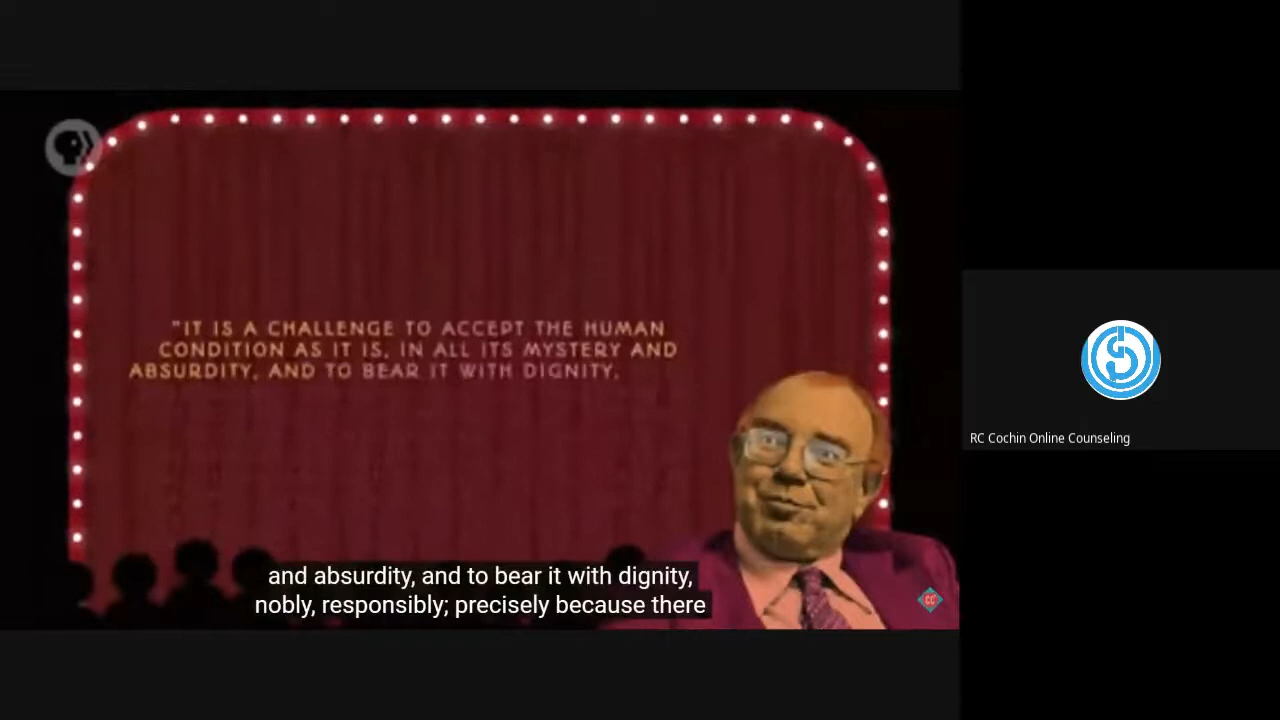 "IT IS A CHALLENGE TO ACCEPT THE HUMAN
CONDITION AS IT IS, IN ALL ITS MYSTERY AND
ABSURDITY, AND TO BEAR IT WITH DIGNITY,
and absurdity, and to bear it with dignity,
nobly, responsibly; precisely because there
CC
RC Cochin Online Counseling